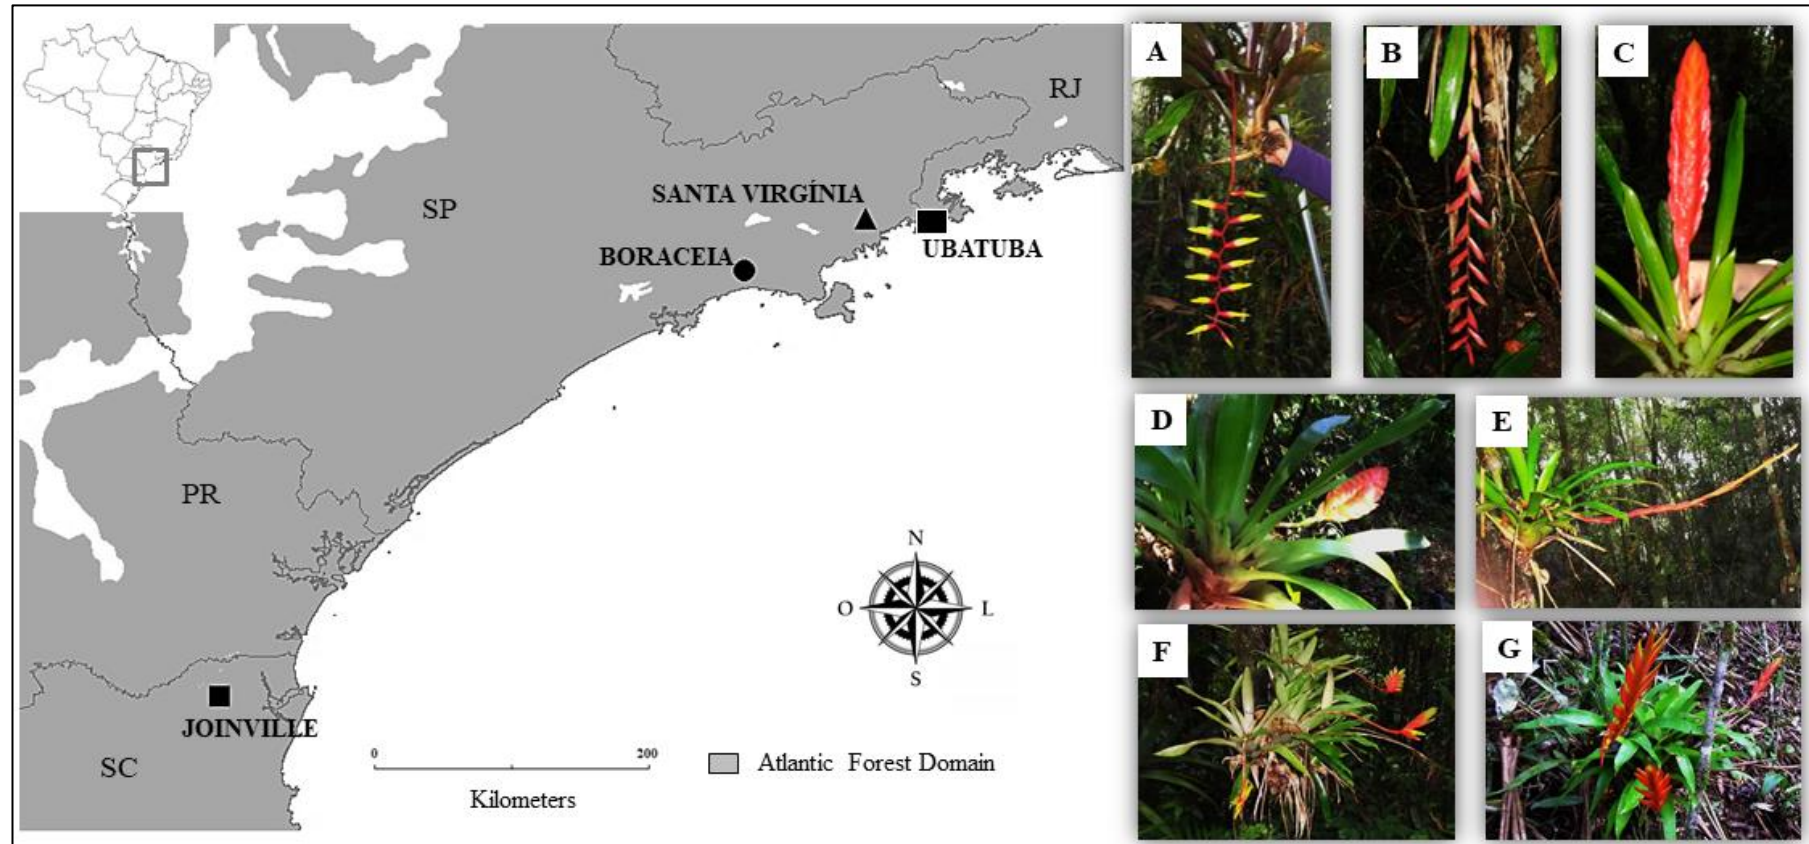 RJ
SP
SANTA VIRGÍNIA
UBATUBA
BORACEIA
PR
N
O
L
S
JOINVILLE
SC
0
200
Kilometers
Atlantic Forest Domain
A
B
C
D
E
F
G